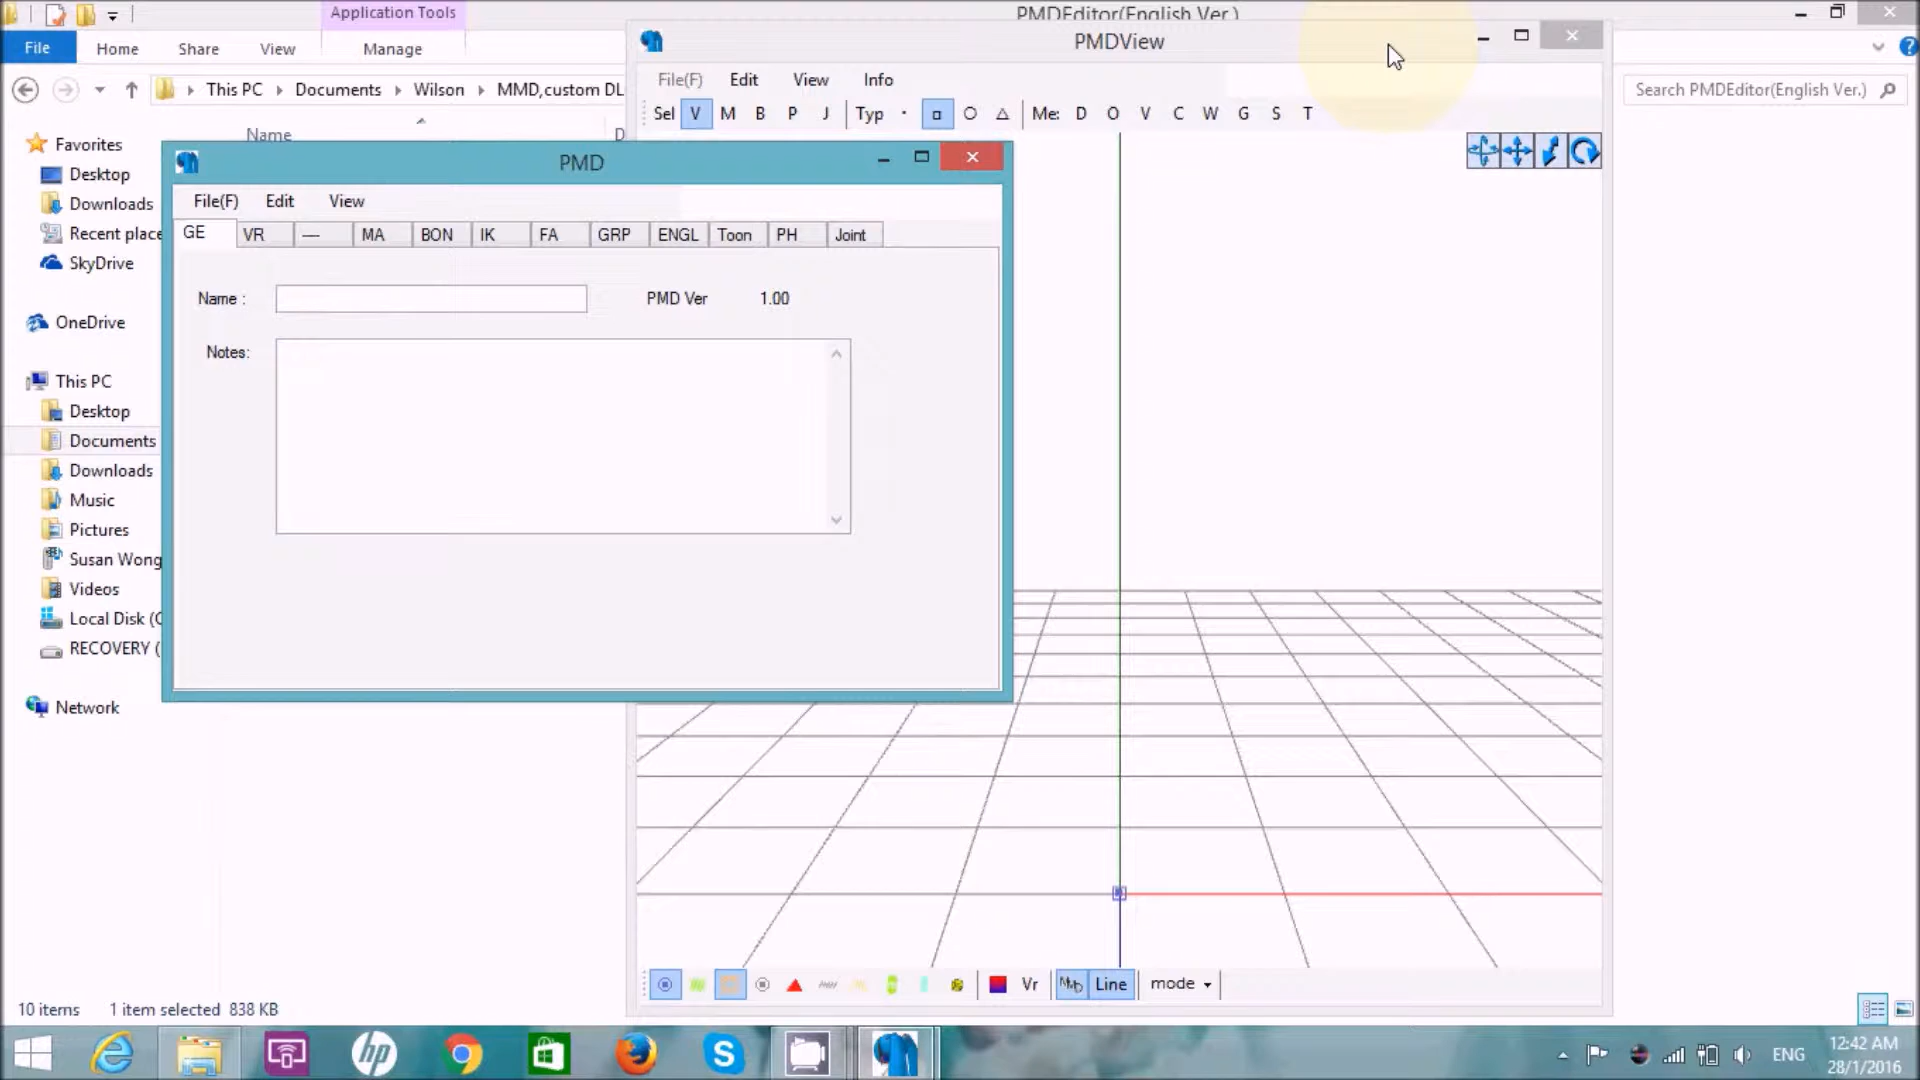 Application Tools
PMDEditor(English Ver.)
File Home Share View Manage
PMDView
This PC Documents Wilson MMD,custom DL
Search PMDEditor(English Ver.)
File(F) Edit View Info
Sel V M B P J Typ Me: D O V C W G S T
Name D
Favorites
Desktop
Downloads
Recent place
SkyDrive
OneDrive
This PC
Desktop
Documents
Downloads
Music
Pictures
Susan Wong
Videos
Local Disk (C
RECOVERY (
Network
PMD
File(F) Edit View
GE VR — MA BON IK FA GRP ENGL Toon PH Joint
Name : PMD Ver 1.00
Notes:
Vr Line mode
10 items 1 item selected 838 KB
ENG
12:42 AM
28/1/2016